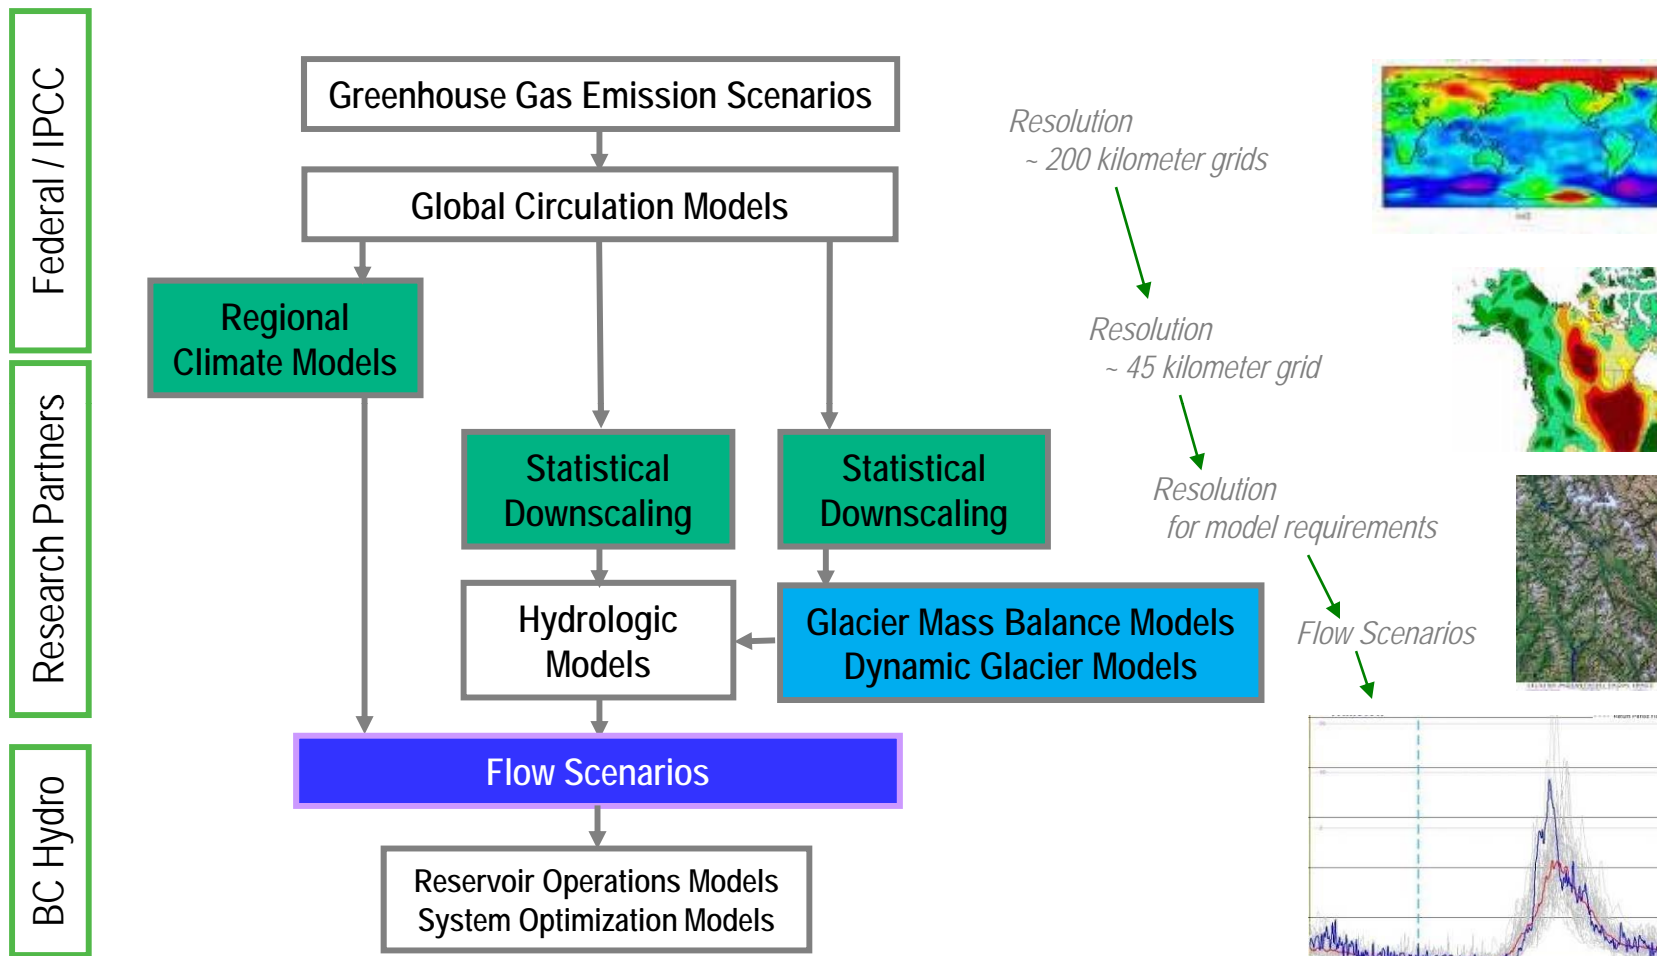 Federal / IPCC
Greenhouse Gas Emission Scenarios
Global Circulation Models
Regional
Climate Models
Research Partners
Statistical
Downscaling
Statistical
Downscaling
Hydrologic
Models
Glacier Mass Balance Models
Dynamic Glacier Models
BC Hydro
Flow Scenarios
Reservoir Operations Models
System Optimization Models
Resolution
~ 200 kilometer grids
Resolution
~ 45 kilometer grid
Resolution
for model requirements
Flow Scenarios